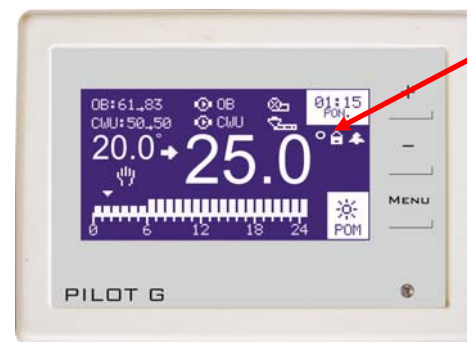 OB:61→83 OB 01:15
CWU:50→50 CWU PON.
20.0 → 25.0°
0 6 12 18 24 POM
+
-
MENU
PILOT G